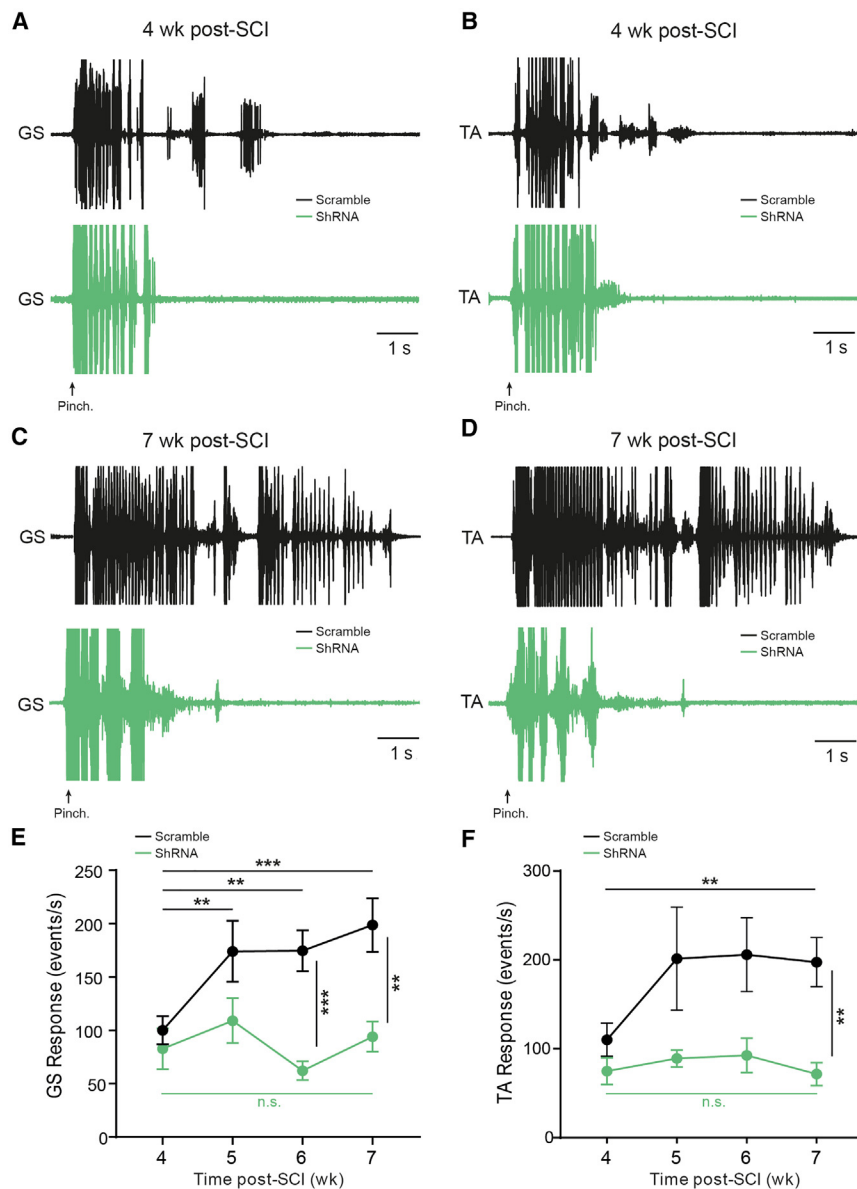 A
4 wk post-SCI
GS
Scramble
ShRNA
GS
1 s
Pinch.
B
4 wk post-SCI
TA
Scramble
ShRNA
TA
1 s
Pinch.
C
7 wk post-SCI
GS
Scramble
ShRNA
GS
1 s
Pinch.
D
7 wk post-SCI
TA
Scramble
ShRNA
TA
1 s
Pinch.
E
Scramble
ShRNA
GS Response (events/s)
250
200
150
100
50
0
***
**
**
***
**
n.s.
4 5 6 7
Time post-SCI (wk)
F
Scramble
ShRNA
TA Response (events/s)
300
200
100
0
**
**
n.s.
4 5 6 7
Time post-SCI (wk)